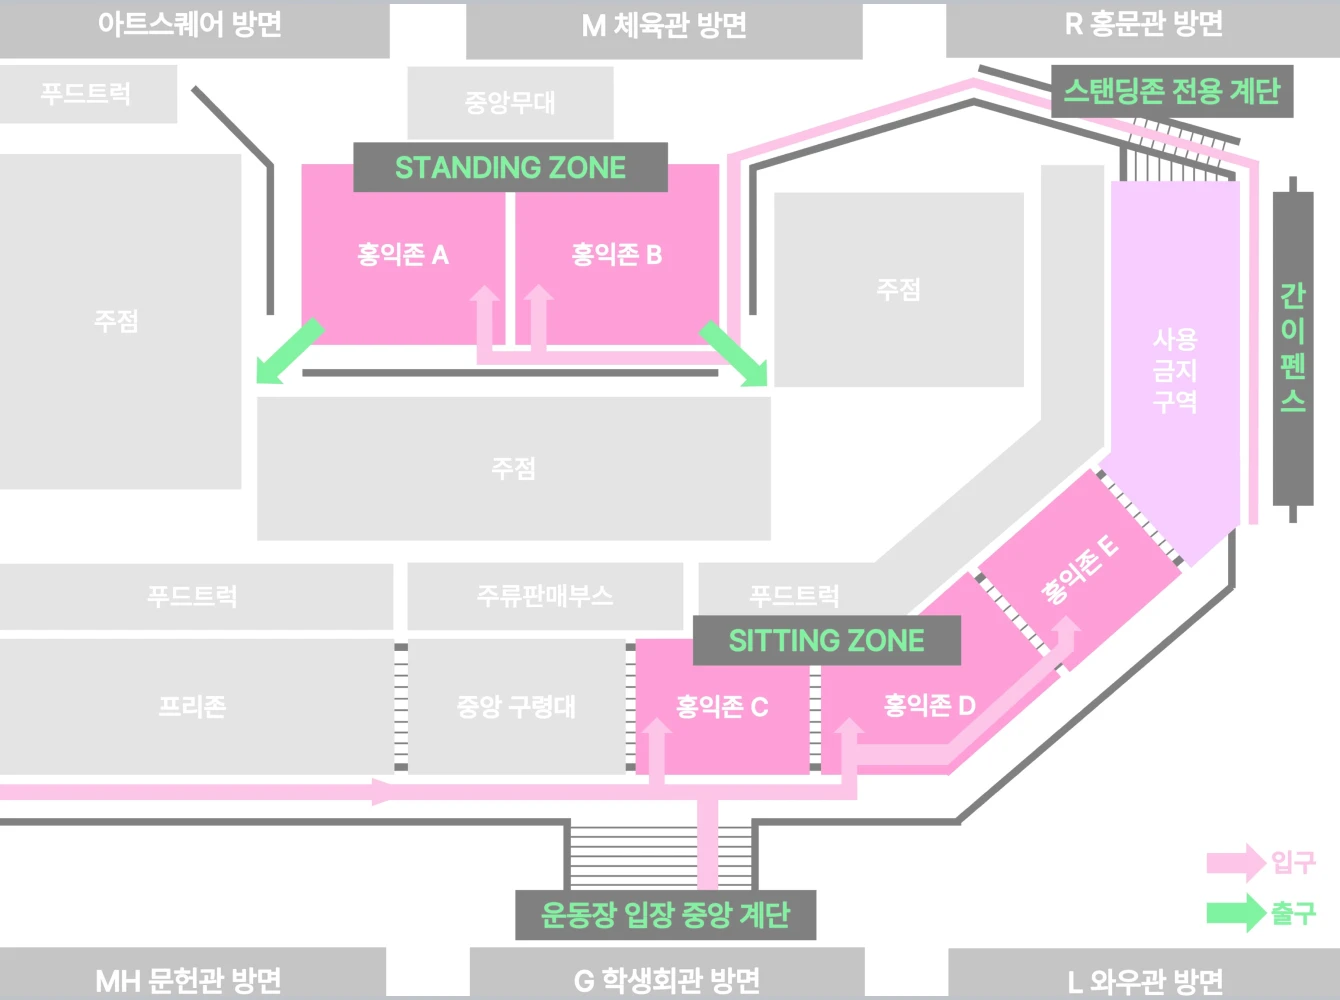 아트스퀘어 방면
M 체육관 방면
R 홍문관 방면
푸드트럭
중앙무대
스탠딩존 전용 계단
STANDING ZONE
홍익존 A
홍익존 B
주점
주점
간이펜스
사용
금지
구역
주점
홍익존 E
푸드트럭
주류판매부스
푸드트럭
SITTING ZONE
프리존
중앙 구령대
홍익존 C
홍익존 D
입구
출구
운동장 입장 중앙 계단
MH 문헌관 방면
G 학생회관 방면
L 와우관 방면